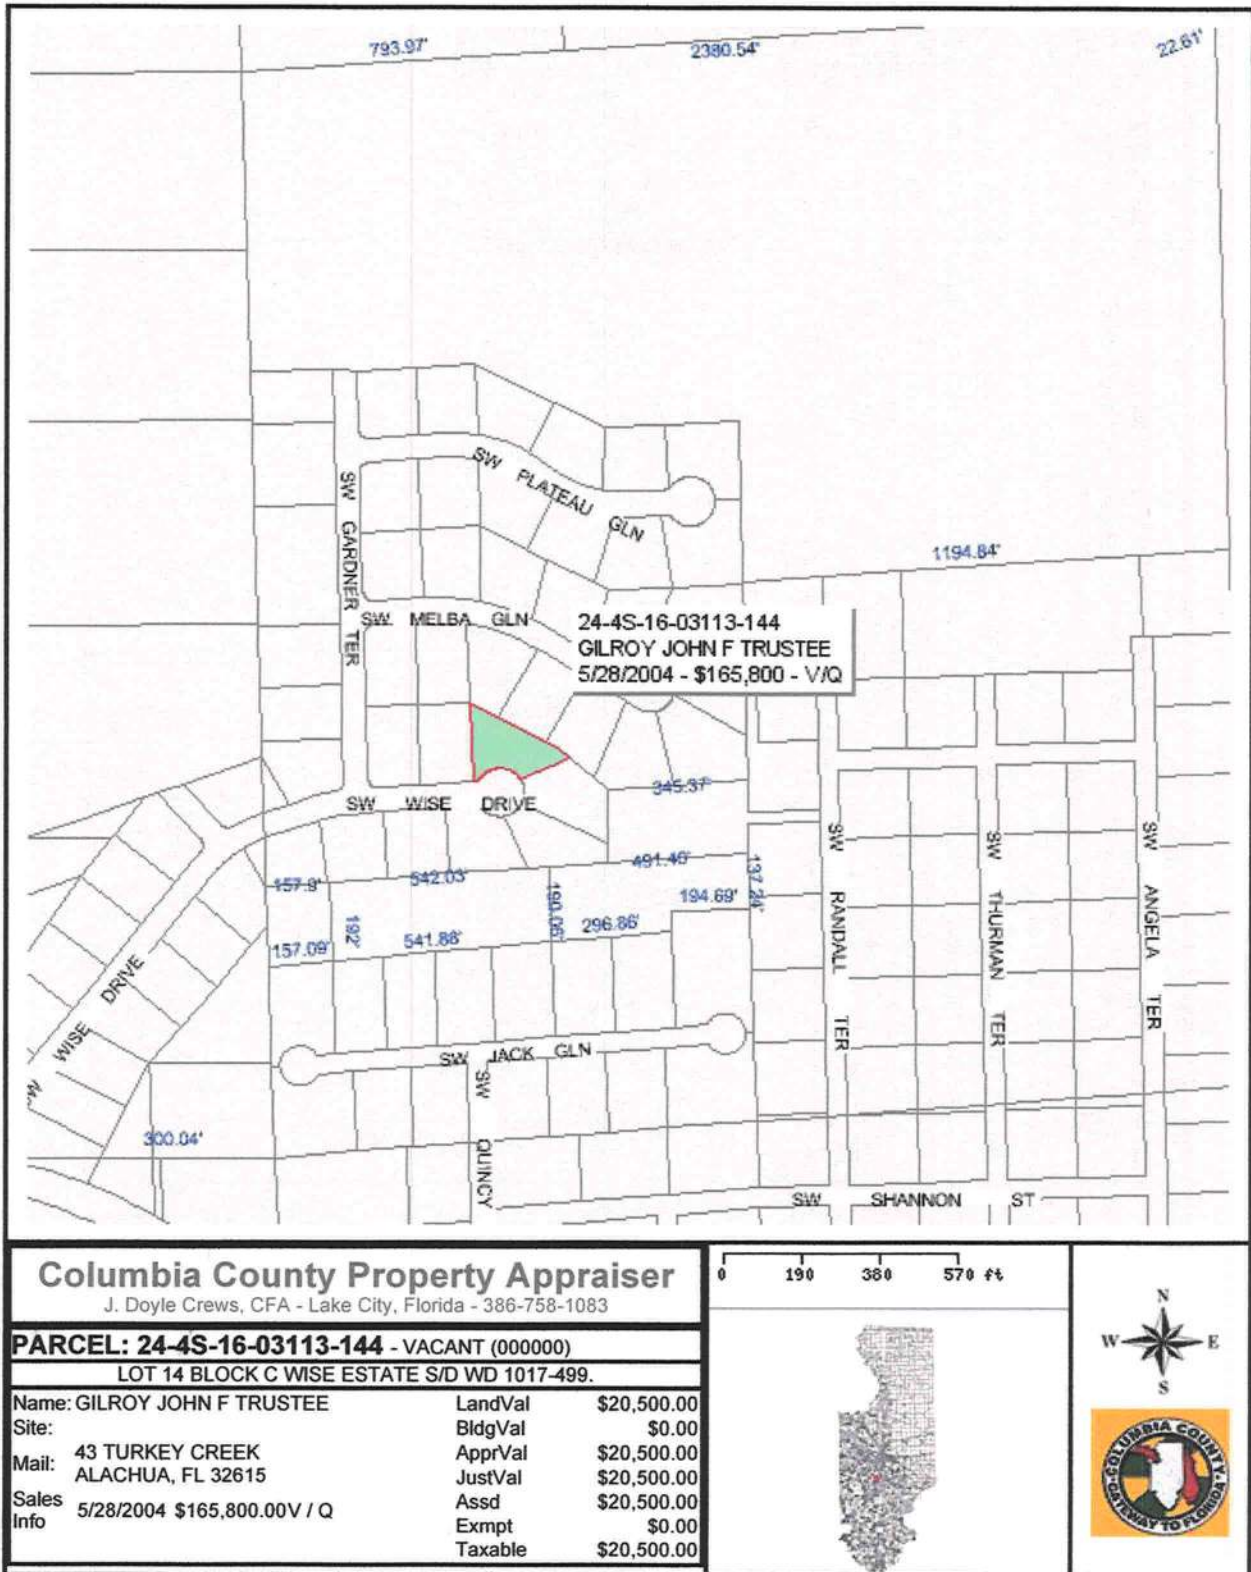 793.97'
2380.54'
22.61'
SW PLATEAU GLN
SW GARDNER TER
1194.84'
SW MELBA GLN
24-4S-16-03113-144
GILROY JOHN F TRUSTEE
5/28/2004 - $165,800 - V/Q
345.37'
SW WISE DRIVE
491.46'
157.9'
542.03'
190.06'
137.24'
194.69'
296.86'
192'
541.86'
157.09'
WISE DRIVE
SW RANDALL TER
SW THURMAN TER
SW ANGELA TER
SW JACK GLN
SW QUINCY
300.04'
SW SHANNON ST
Columbia County Property Appraiser
J. Doyle Crews, CFA - Lake City, Florida - 386-758-1083
PARCEL: 24-4S-16-03113-144 - VACANT (000000)
LOT 14 BLOCK C WISE ESTATE S/D WD 1017-499.
Name: GILROY JOHN F TRUSTEE LandVal $20,500.00
Site: BldgVal $0.00
Mail: 43 TURKEY CREEK ApprVal $20,500.00
ALACHUA, FL 32615 JustVal $20,500.00
Sales Info 5/28/2004 $165,800.00V / Q Assd $20,500.00
Exmpt $0.00
Taxable $20,500.00
0 190 380 570 ft
N
W E
S
COLUMBIA COUNTY
GATEWAY TO FLORIDA